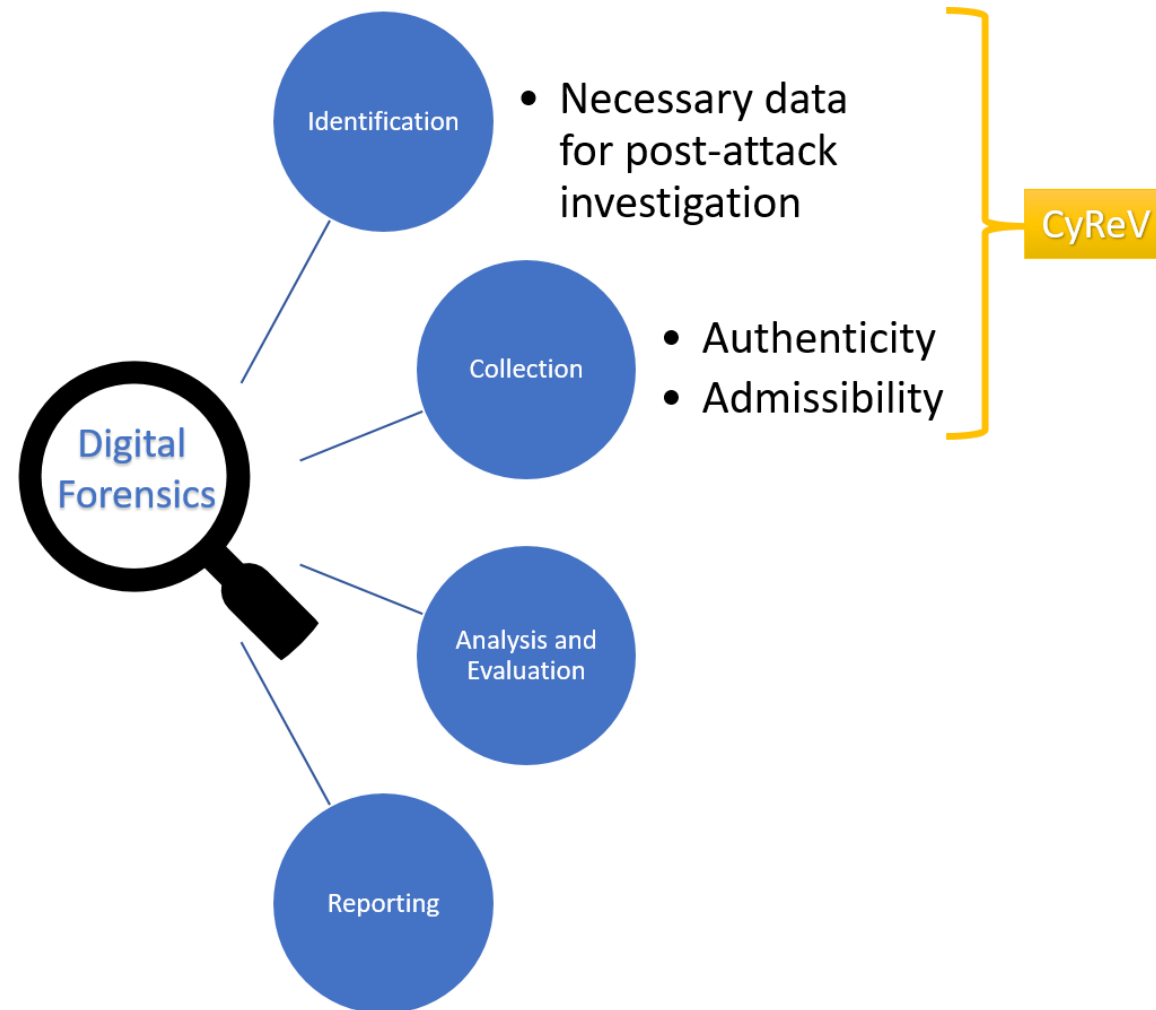 Identification
• Necessary data
for post-attack
investigation
CyReV
Collection
• Authenticity
• Admissibility
Digital
Forensics
Analysis and
Evaluation
Reporting